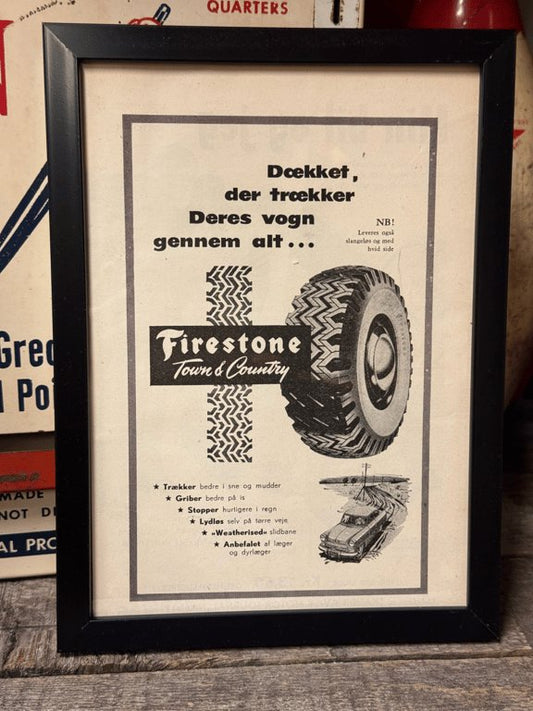 QUARTERS
Dækket,
der trækker
Deres vogn
gennem alt...
NB!
Leveres også
slangeløs og med
hvid side
Firestone
Town & Country
★ Trækker bedre i sne og mudder
★ Griber bedre på is
★ Stopper hurtigere i regn
★ Lydløs selv på tørre veje
★ »Weatherised« slidbane
★ Anbefalet af læger
og dyrlæger
Grea
d Poi
MADE
NOT D
AL PRO